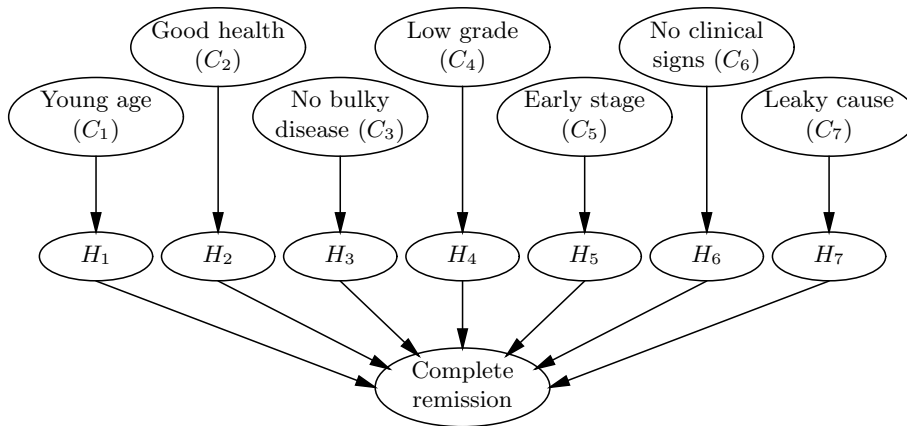 Good health
(C₂)
Low grade
(C₄)
No clinical
signs (C₆)
Young age
(C₁)
No bulky
disease (C₃)
Early stage
(C₅)
Leaky cause
(C₇)
H₁
H₂
H₃
H₄
H₅
H₆
H₇
Complete
remission